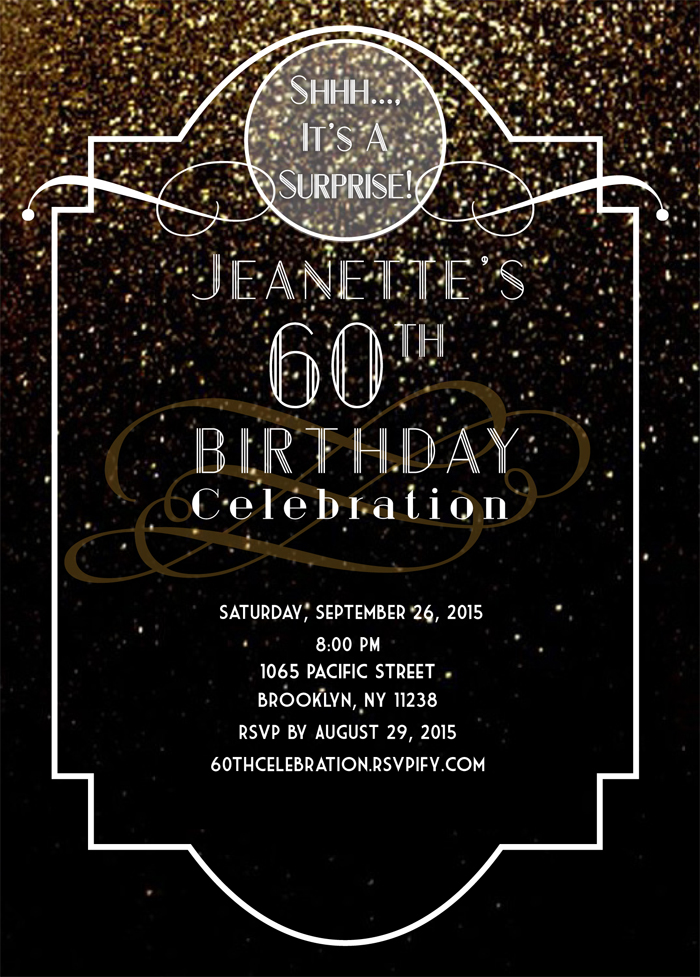 Shhh...,
It's A
Surprise!
Jeanette's
60TH
BIRTHDAY
Celebration
SATURDAY, SEPTEMBER 26, 2015
8:00 PM
1065 PACIFIC STREET
BROOKLYN, NY 11238
RSVP BY AUGUST 29, 2015
60THCELEBRATION.RSVPIFY.COM